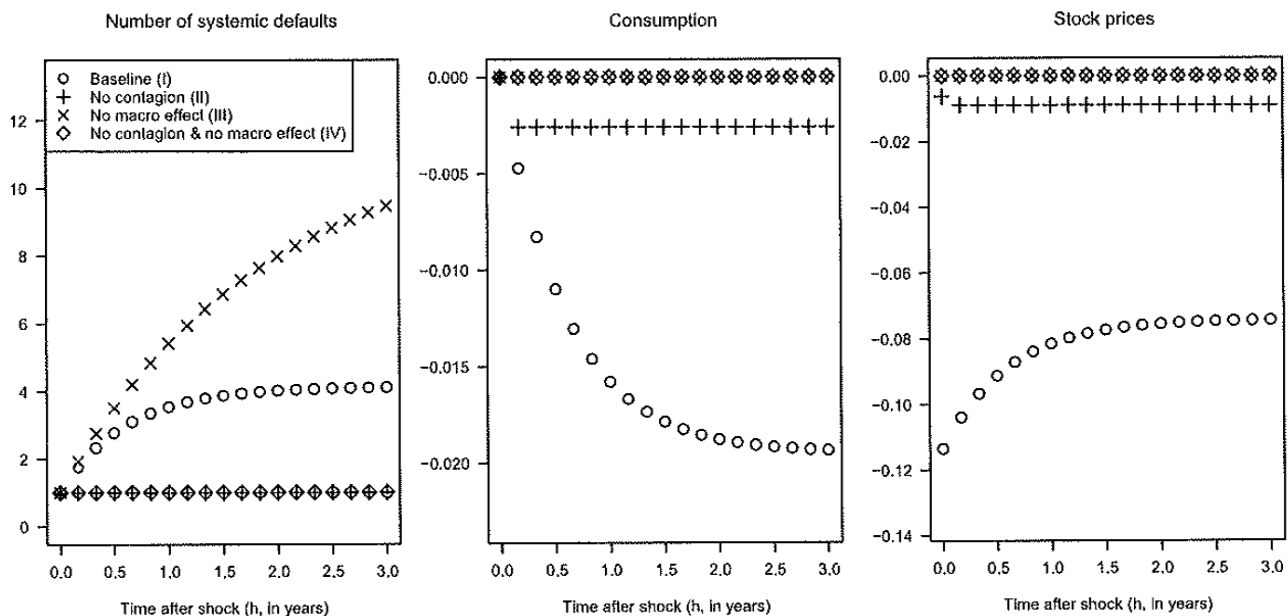 Number of systemic defaults
Baseline (I)
No contagion (II)
No macro effect (III)
No contagion & no macro effect (IV)
12
10
8
6
4
2
0
0.0 0.5 1.0 1.5 2.0 2.5 3.0
Time after shock (h, in years)
Consumption
0.000
−0.005
−0.010
−0.015
−0.020
0.0 0.5 1.0 1.5 2.0 2.5 3.0
Time after shock (h, in years)
Stock prices
0.00
−0.02
−0.04
−0.06
−0.08
−0.10
−0.12
−0.14
0.0 0.5 1.0 1.5 2.0 2.5 3.0
Time after shock (h, in years)